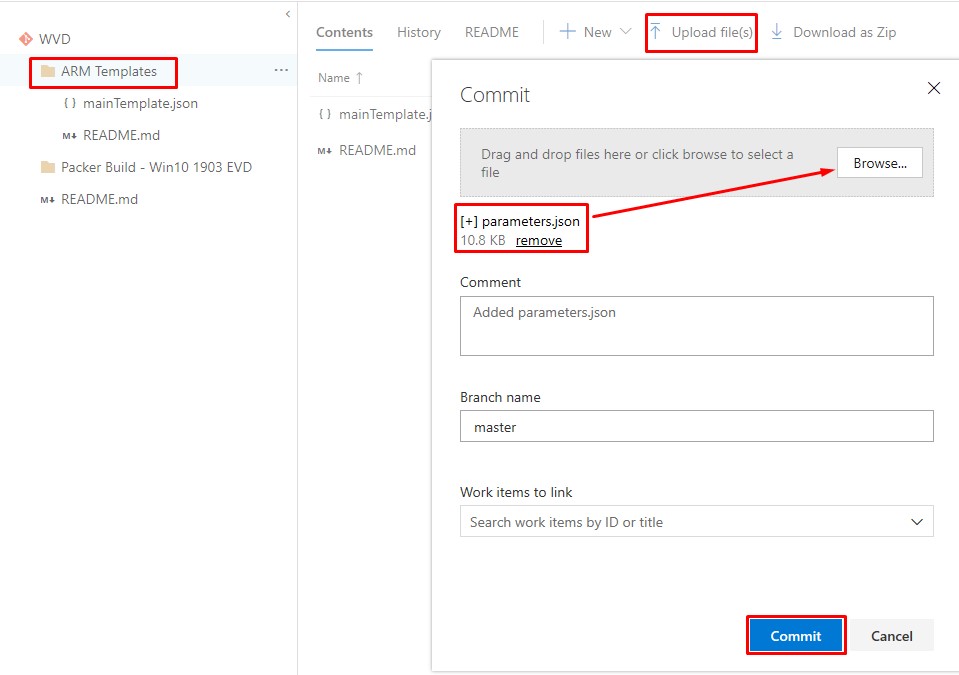 WVD
ARM Templates
{ } mainTemplate.json
M↓ README.md
Packer Build - Win10 1903 EVD
M↓ README.md
Contents History README + New Upload file(s) Download as Zip
Name ↑
{ } mainTemplate.j
M↓ README.md
Commit
Drag and drop files here or click browse to select a
file
Browse...
[+] parameters.json
10.8 KB remove
Comment
Added parameters.json
Branch name
master
Work items to link
Search work items by ID or title
Commit Cancel